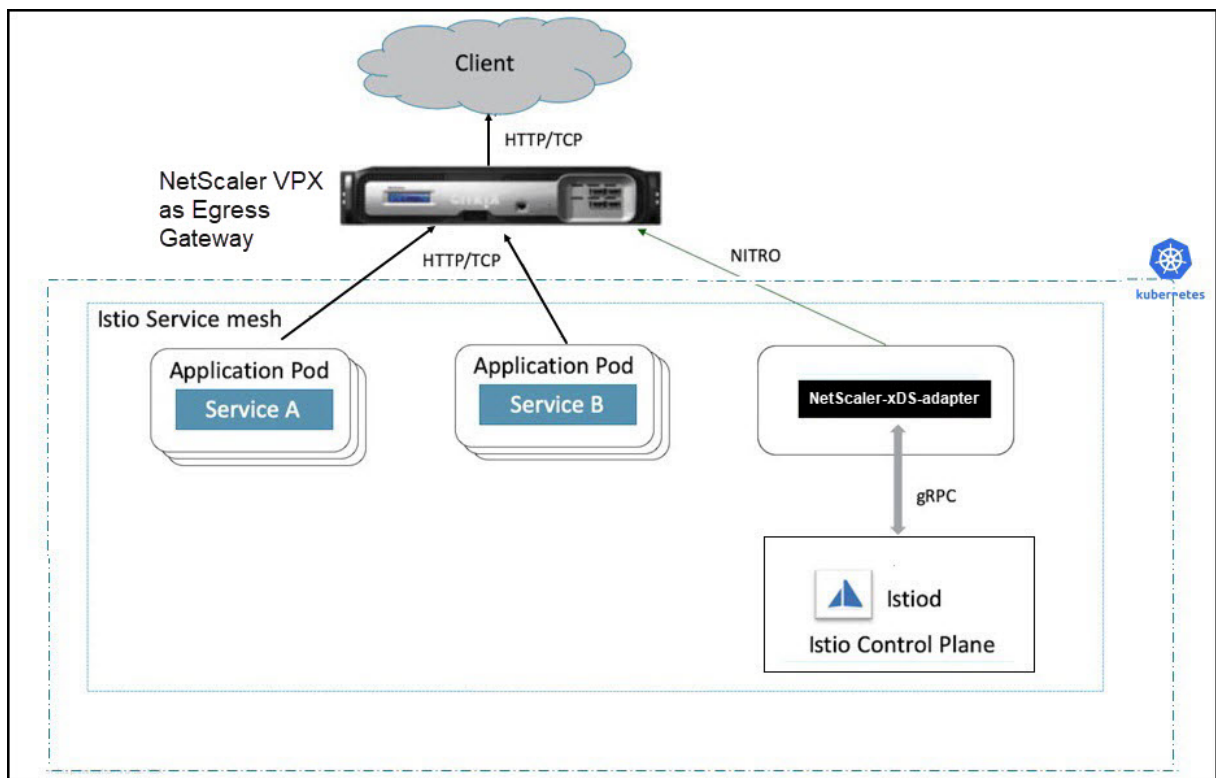 Client
HTTP/TCP
NetScaler VPX
as Egress
Gateway
CITRIX
HTTP/TCP
NITRO
kubernetes
Istio Service mesh
Application Pod
Service A
Application Pod
Service B
NetScaler-xDS-adapter
gRPC
Istiod
Istio Control Plane